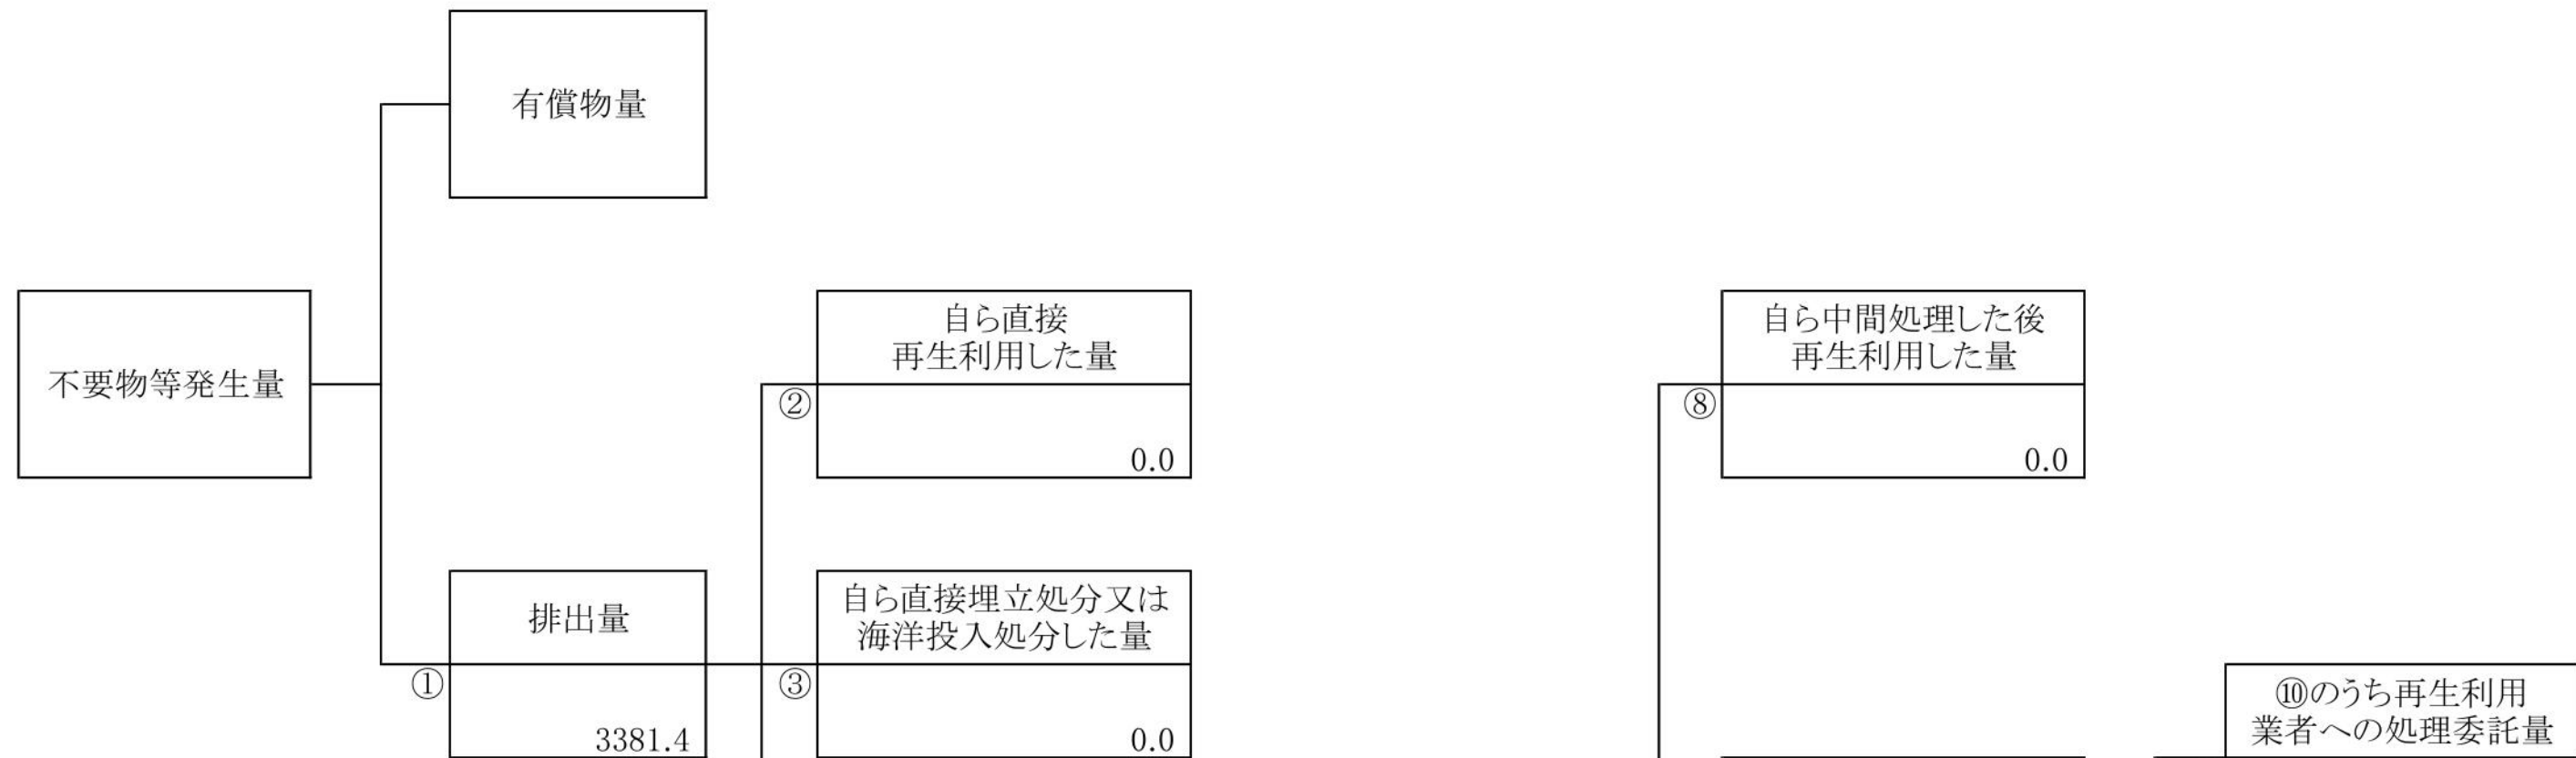 有償物量
不要物等発生量
自ら直接
再生利用した量
②
0.0
自ら中間処理した後
再生利用した量
⑧
0.0
排出量
①
3381.4
自ら直接埋立処分又は
海洋投入処分した量
③
0.0
⑩のうち再生利用
業者への処理委託量